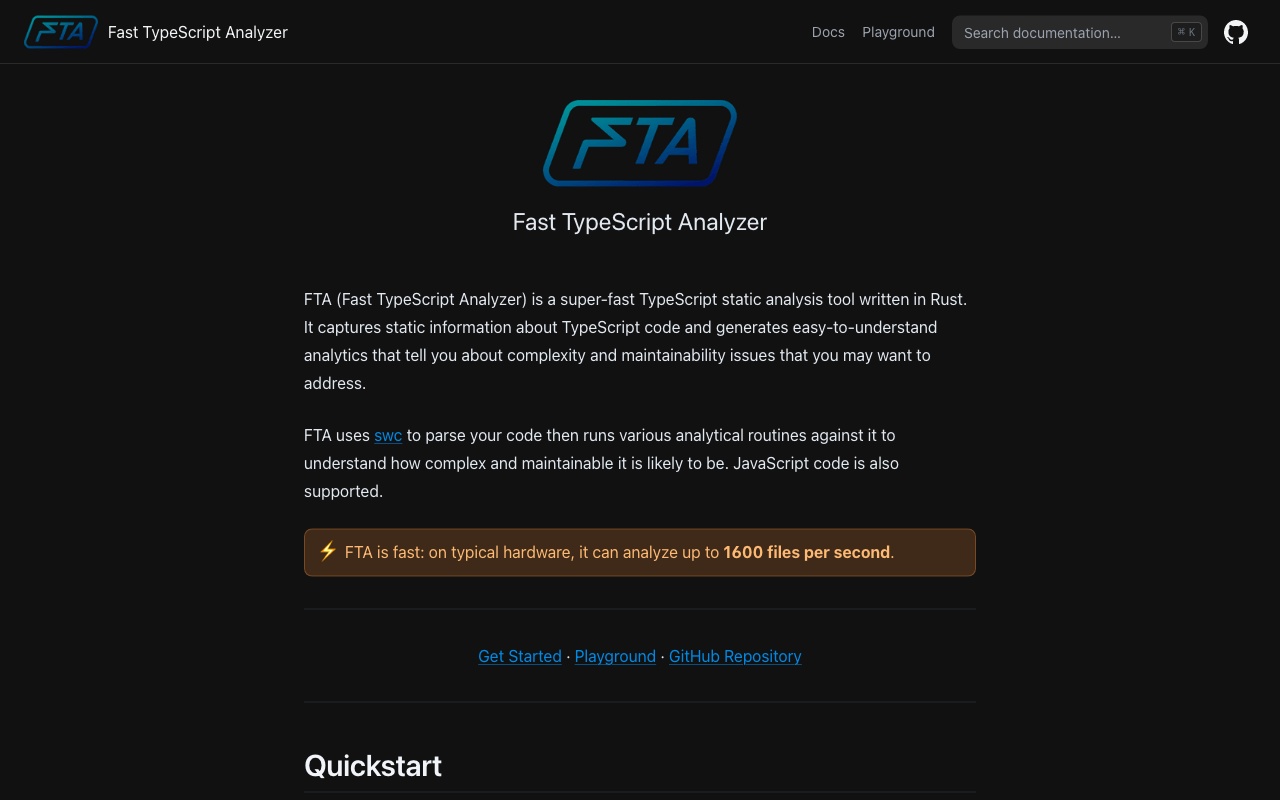 FTA Fast TypeScript Analyzer Docs Playground Search documentation... ⌘ K
FTA
Fast TypeScript Analyzer
FTA (Fast TypeScript Analyzer) is a super-fast TypeScript static analysis tool written in Rust.
It captures static information about TypeScript code and generates easy-to-understand
analytics that tell you about complexity and maintainability issues that you may want to
address.
FTA uses swc to parse your code then runs various analytical routines against it to
understand how complex and maintainable it is likely to be. JavaScript code is also
supported.
⚡ FTA is fast: on typical hardware, it can analyze up to 1600 files per second.
Get Started · Playground · GitHub Repository
Quickstart